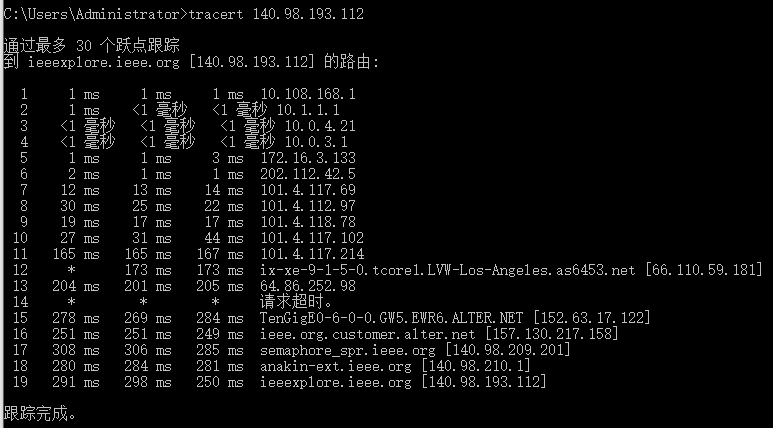 C:\Users\Administrator>tracert 140.98.193.112
通过最多 30 个跃点跟踪
到 ieeexplore.ieee.org [140.98.193.112] 的路由:
1 1 ms 1 ms 1 ms 10.108.168.1
2 1 ms <1 毫秒 <1 毫秒 10.1.1.1
3 <1 毫秒 <1 毫秒 <1 毫秒 10.0.4.21
4 <1 毫秒 <1 毫秒 <1 毫秒 10.0.3.1
5 1 ms 1 ms 3 ms 172.16.3.133
6 2 ms 1 ms 1 ms 202.112.42.5
7 12 ms 13 ms 14 ms 101.4.117.69
8 30 ms 25 ms 22 ms 101.4.112.97
9 19 ms 17 ms 17 ms 101.4.118.78
10 27 ms 31 ms 44 ms 101.4.117.102
11 165 ms 165 ms 167 ms 101.4.117.214
12 * 173 ms 173 ms ix-xe-9-1-5-0.tcore1.LVW-Los-Angeles.as6453.net [66.110.59.181]
13 204 ms 201 ms 205 ms 64.86.252.98
14 * * * 请求超时。
15 278 ms 269 ms 284 ms TenGigE0-6-0-0.GW5.EWR6.ALTER.NET [152.63.17.122]
16 251 ms 251 ms 249 ms ieee.org.customer.alter.net [157.130.217.158]
17 308 ms 306 ms 285 ms semaphore_spr.ieee.org [140.98.209.201]
18 280 ms 284 ms 281 ms anakin-ext.ieee.org [140.98.210.1]
19 291 ms 298 ms 250 ms ieeexplore.ieee.org [140.98.193.112]
跟踪完成。